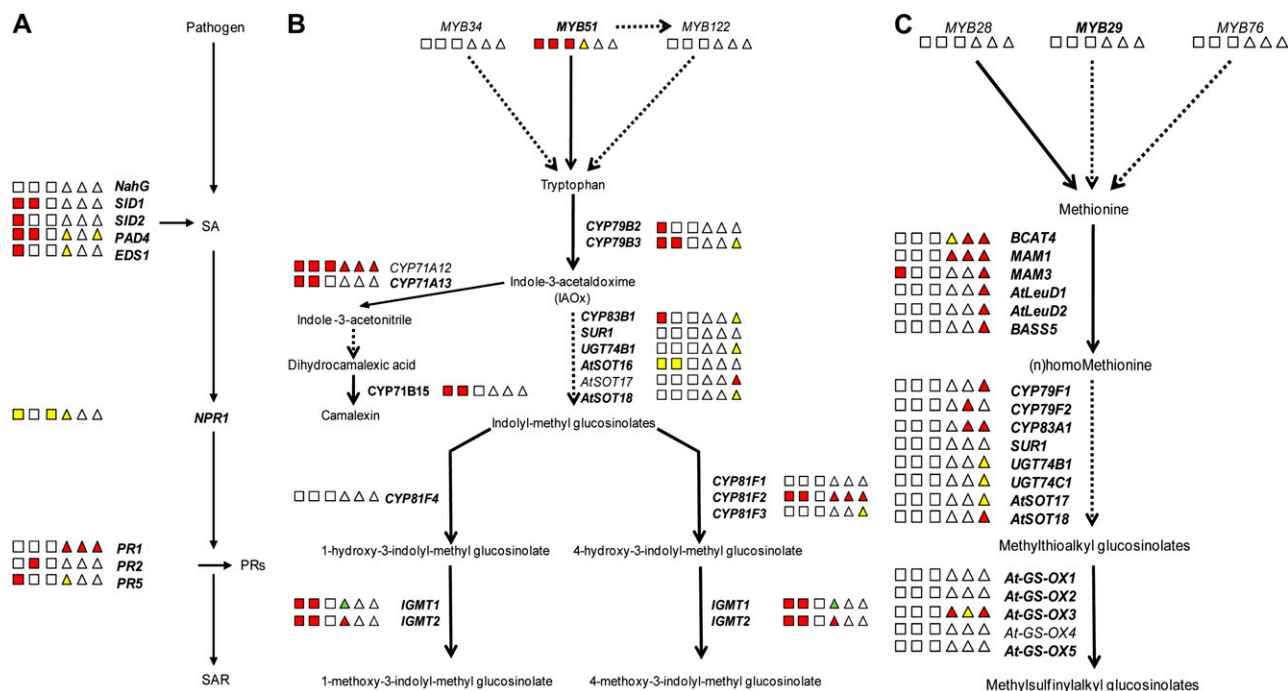 A
Pathogen
NahG
SID1
SID2
PAD4
EDS1
SA
NPR1
PR1
PR2
PR5
PRs
SAR
B
MYB34
MYB51
MYB122
Tryptophan
CYP79B2
CYP79B3
CYP71A12
CYP71A13
Indole-3-acetaldoxime
(IAOx)
Indole-3-acetonitrile
CYP83B1
SUR1
UGT74B1
AtSOT16
AtSOT17
AtSOT18
Dihydrocamalexic acid
CYP71B15
Camalexin
Indolyl-methyl glucosinolates
CYP81F4
CYP81F1
CYP81F2
CYP81F3
1-hydroxy-3-indolyl-methyl glucosinolate
4-hydroxy-3-indolyl-methyl glucosinolate
IGMT1
IGMT2
IGMT1
IGMT2
1-methoxy-3-indolyl-methyl glucosinolate
4-methoxy-3-indolyl-methyl glucosinolate
C
MYB28
MYB29
MYB76
Methionine
BCAT4
MAM1
MAM3
AtLeuD1
AtLeuD2
BASS5
(n)homoMethionine
CYP79F1
CYP79F2
CYP83A1
SUR1
UGT74B1
UGT74C1
AtSOT17
AtSOT18
Methylthioalkyl glucosinolates
At-GS-OX1
At-GS-OX2
At-GS-OX3
At-GS-OX4
At-GS-OX5
Methylsulfinylalkyl glucosinolates